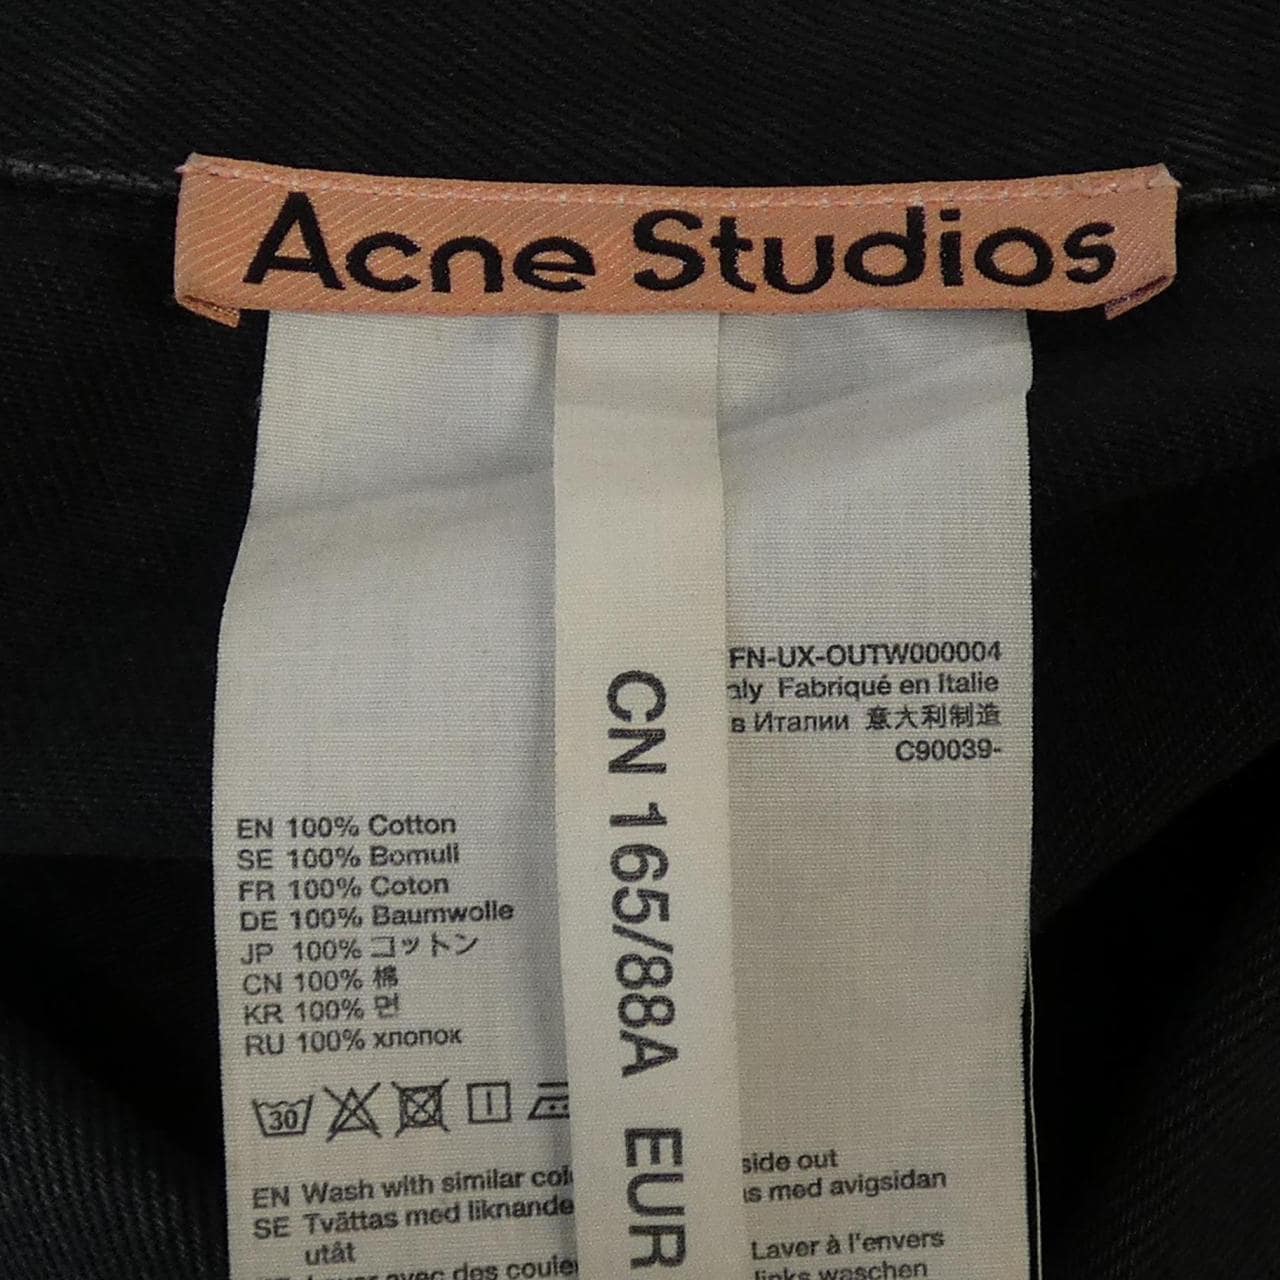 Acne Studios
FN-UX-OUTW000004
Fabriqué en Italie
в Италии 意大利制造
C90039-
CN 165/88A EUR
EN 100% Cotton
SE 100% Bomull
FR 100% Coton
DE 100% Baumwolle
JP 100% コットン
CN 100% 棉
KR 100% 면
RU 100% хлопок
30
EN Wash with similar
side out
SE Tvättas med liknande
med avigsidan
utåt
Laver à l'envers
avec des
links waschen